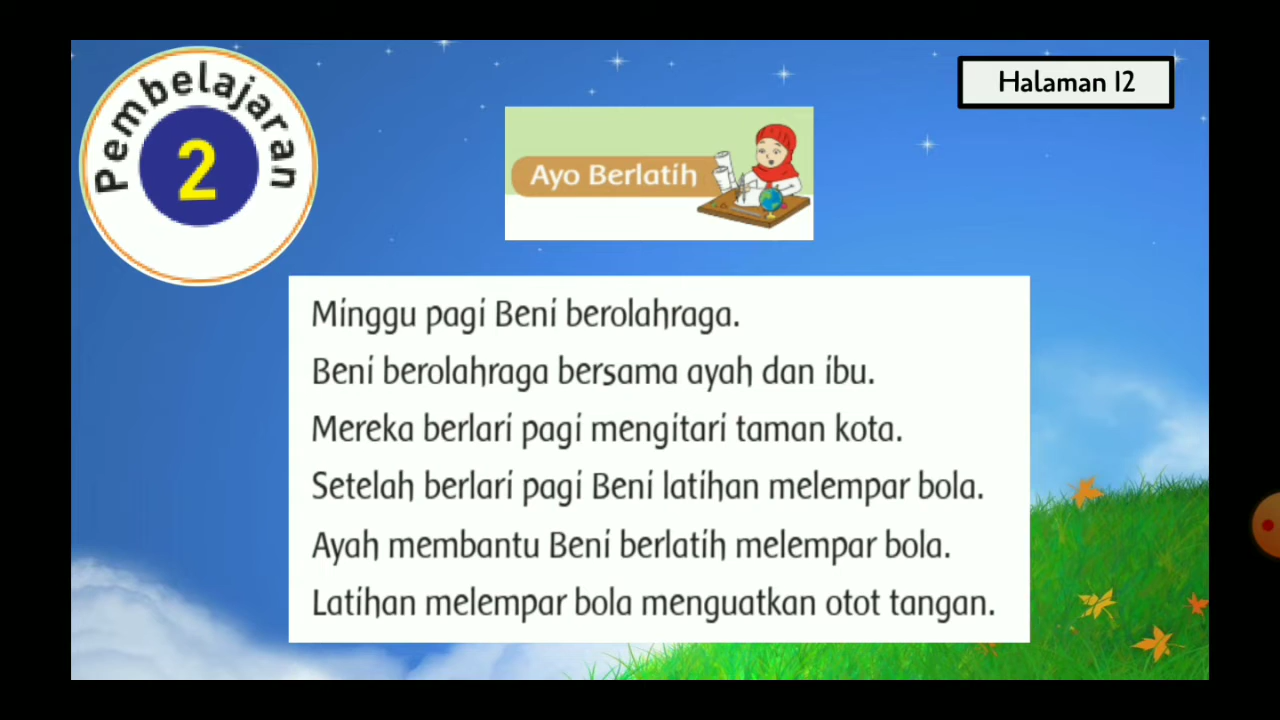 Pembelajaran
2
Halaman 12
Ayo Berlatih
Minggu pagi Beni berolahraga.
Beni berolahraga bersama ayah dan ibu.
Mereka berlari pagi mengitari taman kota.
Setelah berlari pagi Beni latihan melempar bola.
Ayah membantu Beni berlatih melempar bola.
Latihan melempar bola menguatkan otot tangan.